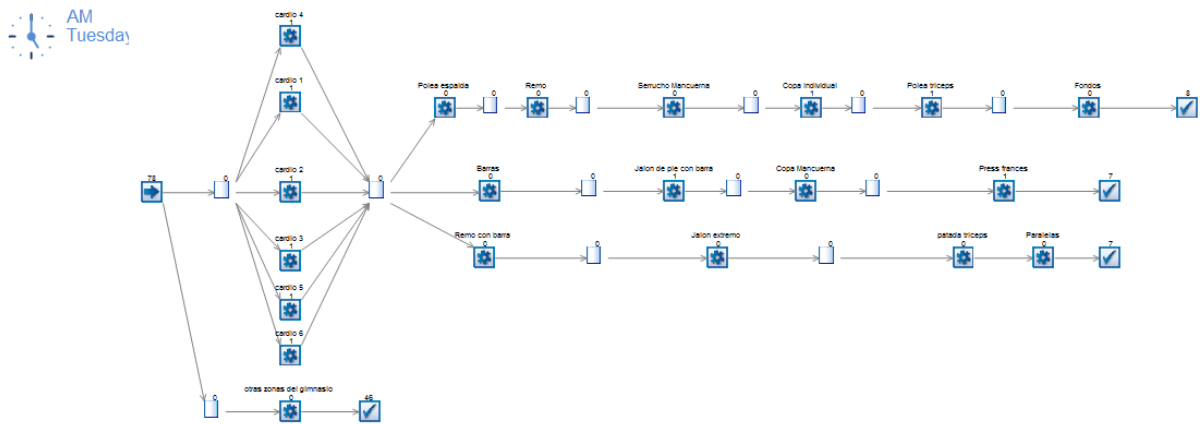 AM
Tuesday
cardio 4
1
cardio 1
1
Polea espalda
0
0
Remo
0
0
Serrucho Mancuerna
0
0
Copa Individual
1
0
Polea triceps
1
0
Fondos
0
8
78
0
cardio 2
1
0
Barras
0
0
Jalon de pie con barra
1
0
Copa Mancuerna
0
0
Press frances
1
7
cardio 3
1
Remo con barra
0
0
Jalon extremo
0
0
patada triceps
0
Paralelas
0
7
cardio 5
1
cardio 6
1
0
otras zonas del gimnasio
0
46